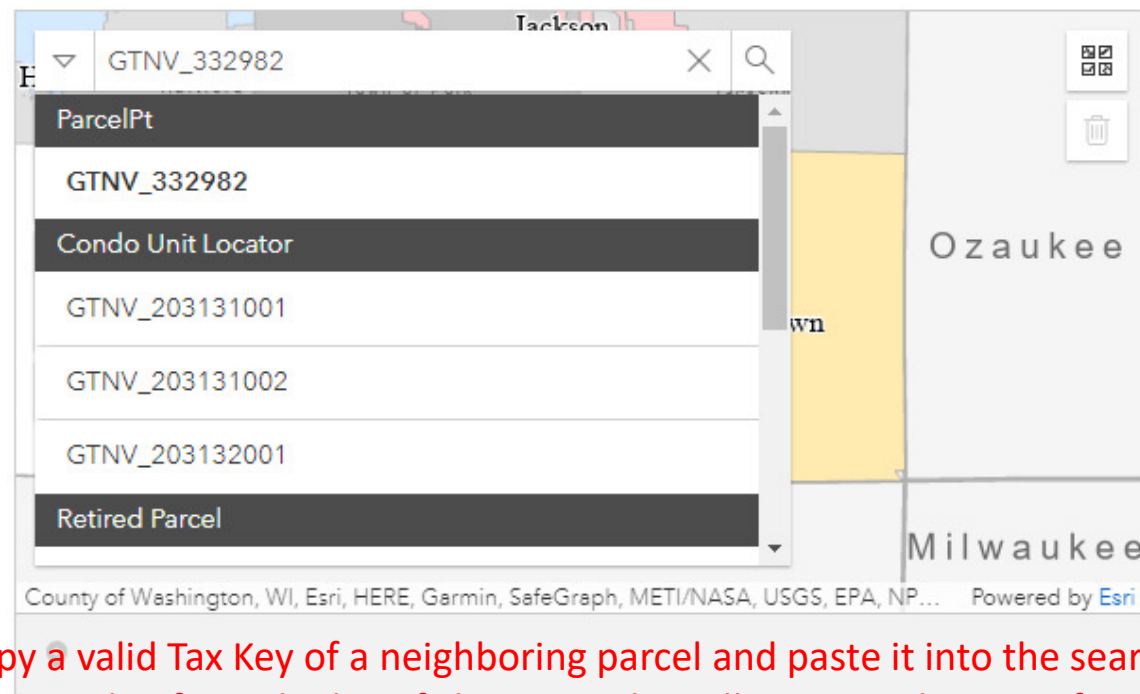 Jackson
GTNV_332982
H
ParcelPt
GTNV_332982
Condo Unit Locator
Ozaukee
GTNV_203131001
wn
GTNV_203131002
GTNV_203132001
Retired Parcel
Milwaukee
County of Washington, WI, Esri, HERE, Garmin, SafeGraph, METI/NASA, USGS, EPA, NP... Powered by Esri
py a valid Tax Key of a neighboring parcel and paste it into the sear